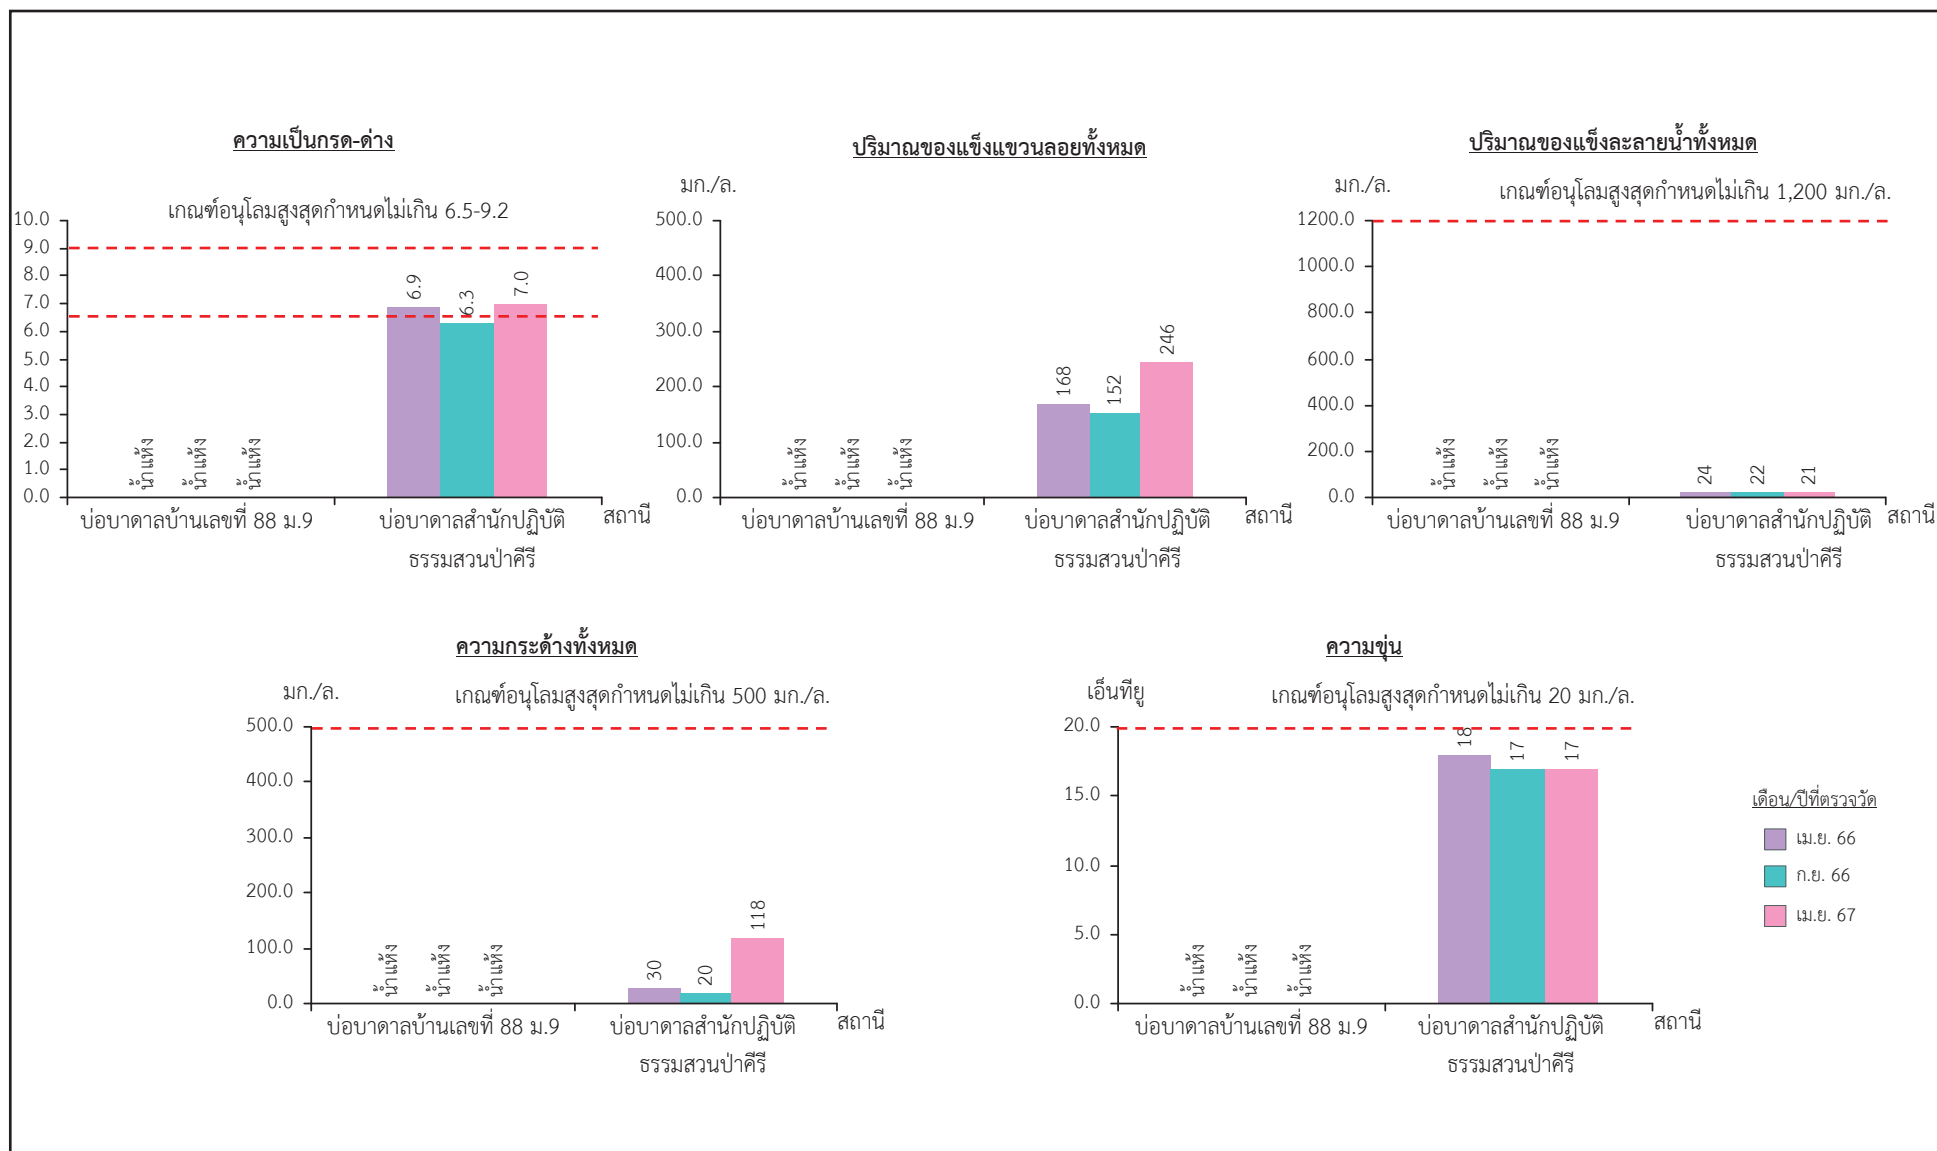 ความเป็นกรด-ด่าง
เกณฑ์อนุโลมสูงสุดกำหนดไม่เกิน 6.5-9.2
10.0
9.0
8.0
7.0
6.0
5.0
4.0
3.0
2.0
1.0
0.0
น้ำแห้ง น้ำแห้ง น้ำแห้ง
6.9 6.3 7.0
บ่อบาดาลบ้านเลขที่ 88 ม.9
บ่อบาดาลสำนักปฏิบัติ
ธรรมสวนป่าคีรี
สถานี
ปริมาณของแข็งแขวนลอยทั้งหมด
มก./ล.
500.0
400.0
300.0
200.0
100.0
0.0
น้ำแห้ง น้ำแห้ง น้ำแห้ง
168 152 246
บ่อบาดาลบ้านเลขที่ 88 ม.9
บ่อบาดาลสำนักปฏิบัติ
ธรรมสวนป่าคีรี
สถานี
ปริมาณของแข็งละลายน้ำทั้งหมด
มก./ล.
เกณฑ์อนุโลมสูงสุดกำหนดไม่เกิน 1,200 มก./ล.
1200.0
1000.0
800.0
600.0
400.0
200.0
0.0
น้ำแห้ง น้ำแห้ง น้ำแห้ง
24 22 21
บ่อบาดาลบ้านเลขที่ 88 ม.9
บ่อบาดาลสำนักปฏิบัติ
ธรรมสวนป่าคีรี
สถานี
ความกระด้างทั้งหมด
มก./ล.
เกณฑ์อนุโลมสูงสุดกำหนดไม่เกิน 500 มก./ล.
500.0
400.0
300.0
200.0
100.0
0.0
น้ำแห้ง น้ำแห้ง น้ำแห้ง
30 20 118
บ่อบาดาลบ้านเลขที่ 88 ม.9
บ่อบาดาลสำนักปฏิบัติ
ธรรมสวนป่าคีรี
สถานี
ความขุ่น
เอ็นทียู
เกณฑ์อนุโลมสูงสุดกำหนดไม่เกิน 20 มก./ล.
20.0
15.0
10.0
5.0
0.0
น้ำแห้ง น้ำแห้ง น้ำแห้ง
18 17 17
บ่อบาดาลบ้านเลขที่ 88 ม.9
บ่อบาดาลสำนักปฏิบัติ
ธรรมสวนป่าคีรี
สถานี
เดือน/ปีที่ตรวจวัด
เม.ย. 66
ก.ย. 66
เม.ย. 67